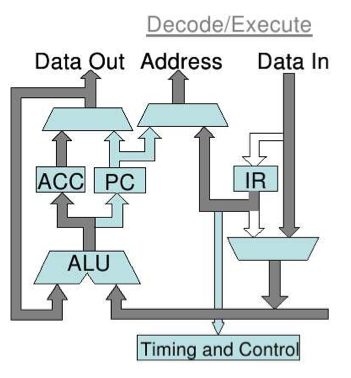 Decode/Execute
Data Out Address Data In
ACC PC IR
ALU
Timing and Control